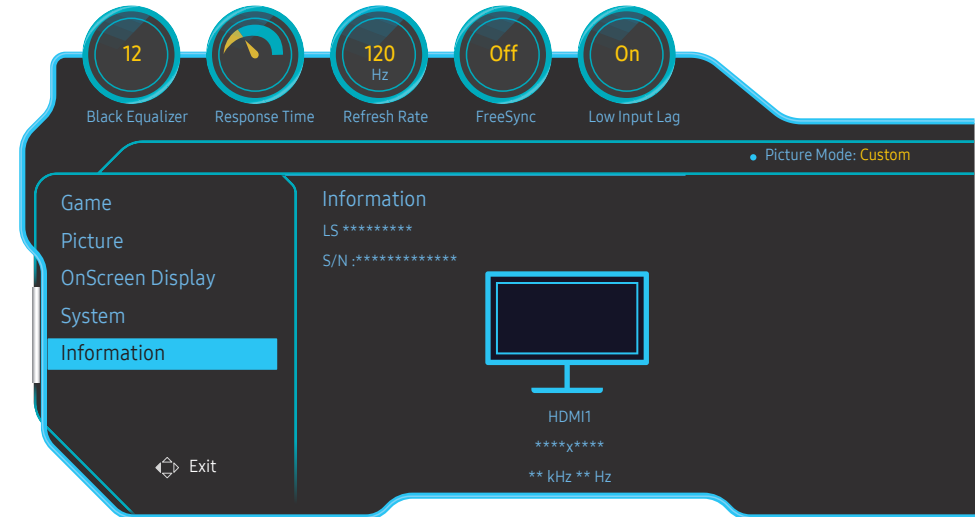 12
120
Hz
Off
On
Black Equalizer
Response Time
Refresh Rate
FreeSync
Low Input Lag
Picture Mode: Custom
Game
Picture
OnScreen Display
System
Information
Exit
Information
LS *********
S/N :*************
HDMI1
****x****
** kHz ** Hz